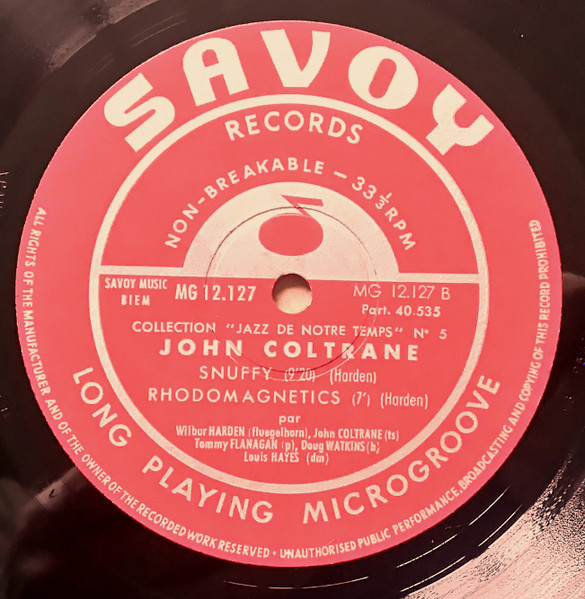 SAVOY
RECORDS
NON-BREAKABLE - 33⅓ RPM
SAVOY MUSIC
BIEM
MG 12.127
MG 12.127 B
Part. 40.535
COLLECTION "JAZZ DE NOTRE TEMPS" N° 5
JOHN COLTRANE
SNUFFY (9'20) (Harden)
RHODOMAGNETICS (7') (Harden)
par
Wilbur HARDEN (fluegelhorn), John COLTRANE (ts)
Tommy FLANAGAN (p), Doug WATKINS (b)
Louis HAYES (dm)
LONG PLAYING MICROGROOVE
ALL RIGHTS OF THE MANUFACTURER AND OF THE OWNER OF THE RECORDED WORK RESERVED • UNAUTHORISED PUBLIC PERFORMANCE, BROADCASTING AND COPYING OF THIS RECORD PROHIBITED